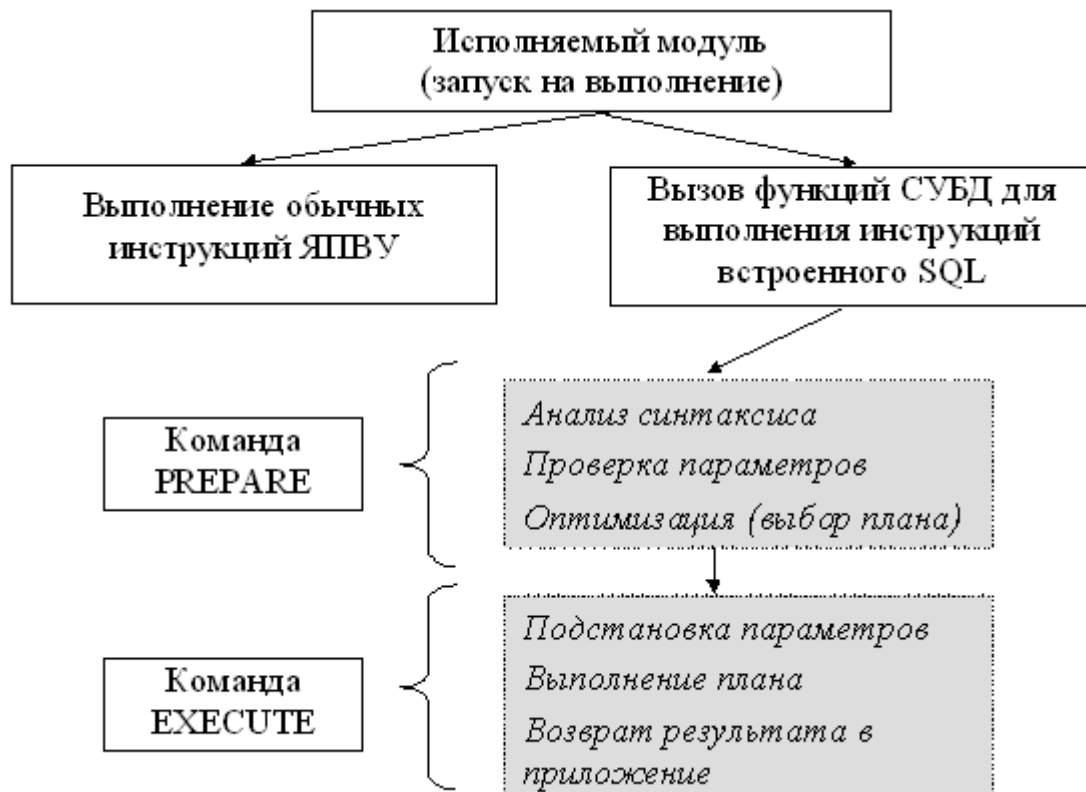 Исполняемый модуль
(запуск на выполнение)
Выполнение обычных
инструкций ЯПВУ
Вызов функций СУБД для
выполнения инструкций
встроенного SQL
Команда
PREPARE
Анализ синтаксиса
Проверка параметров
Оптимизация (выбор плана)
Команда
EXECUTE
Подстановка параметров
Выполнение плана
Возврат результата в
приложение